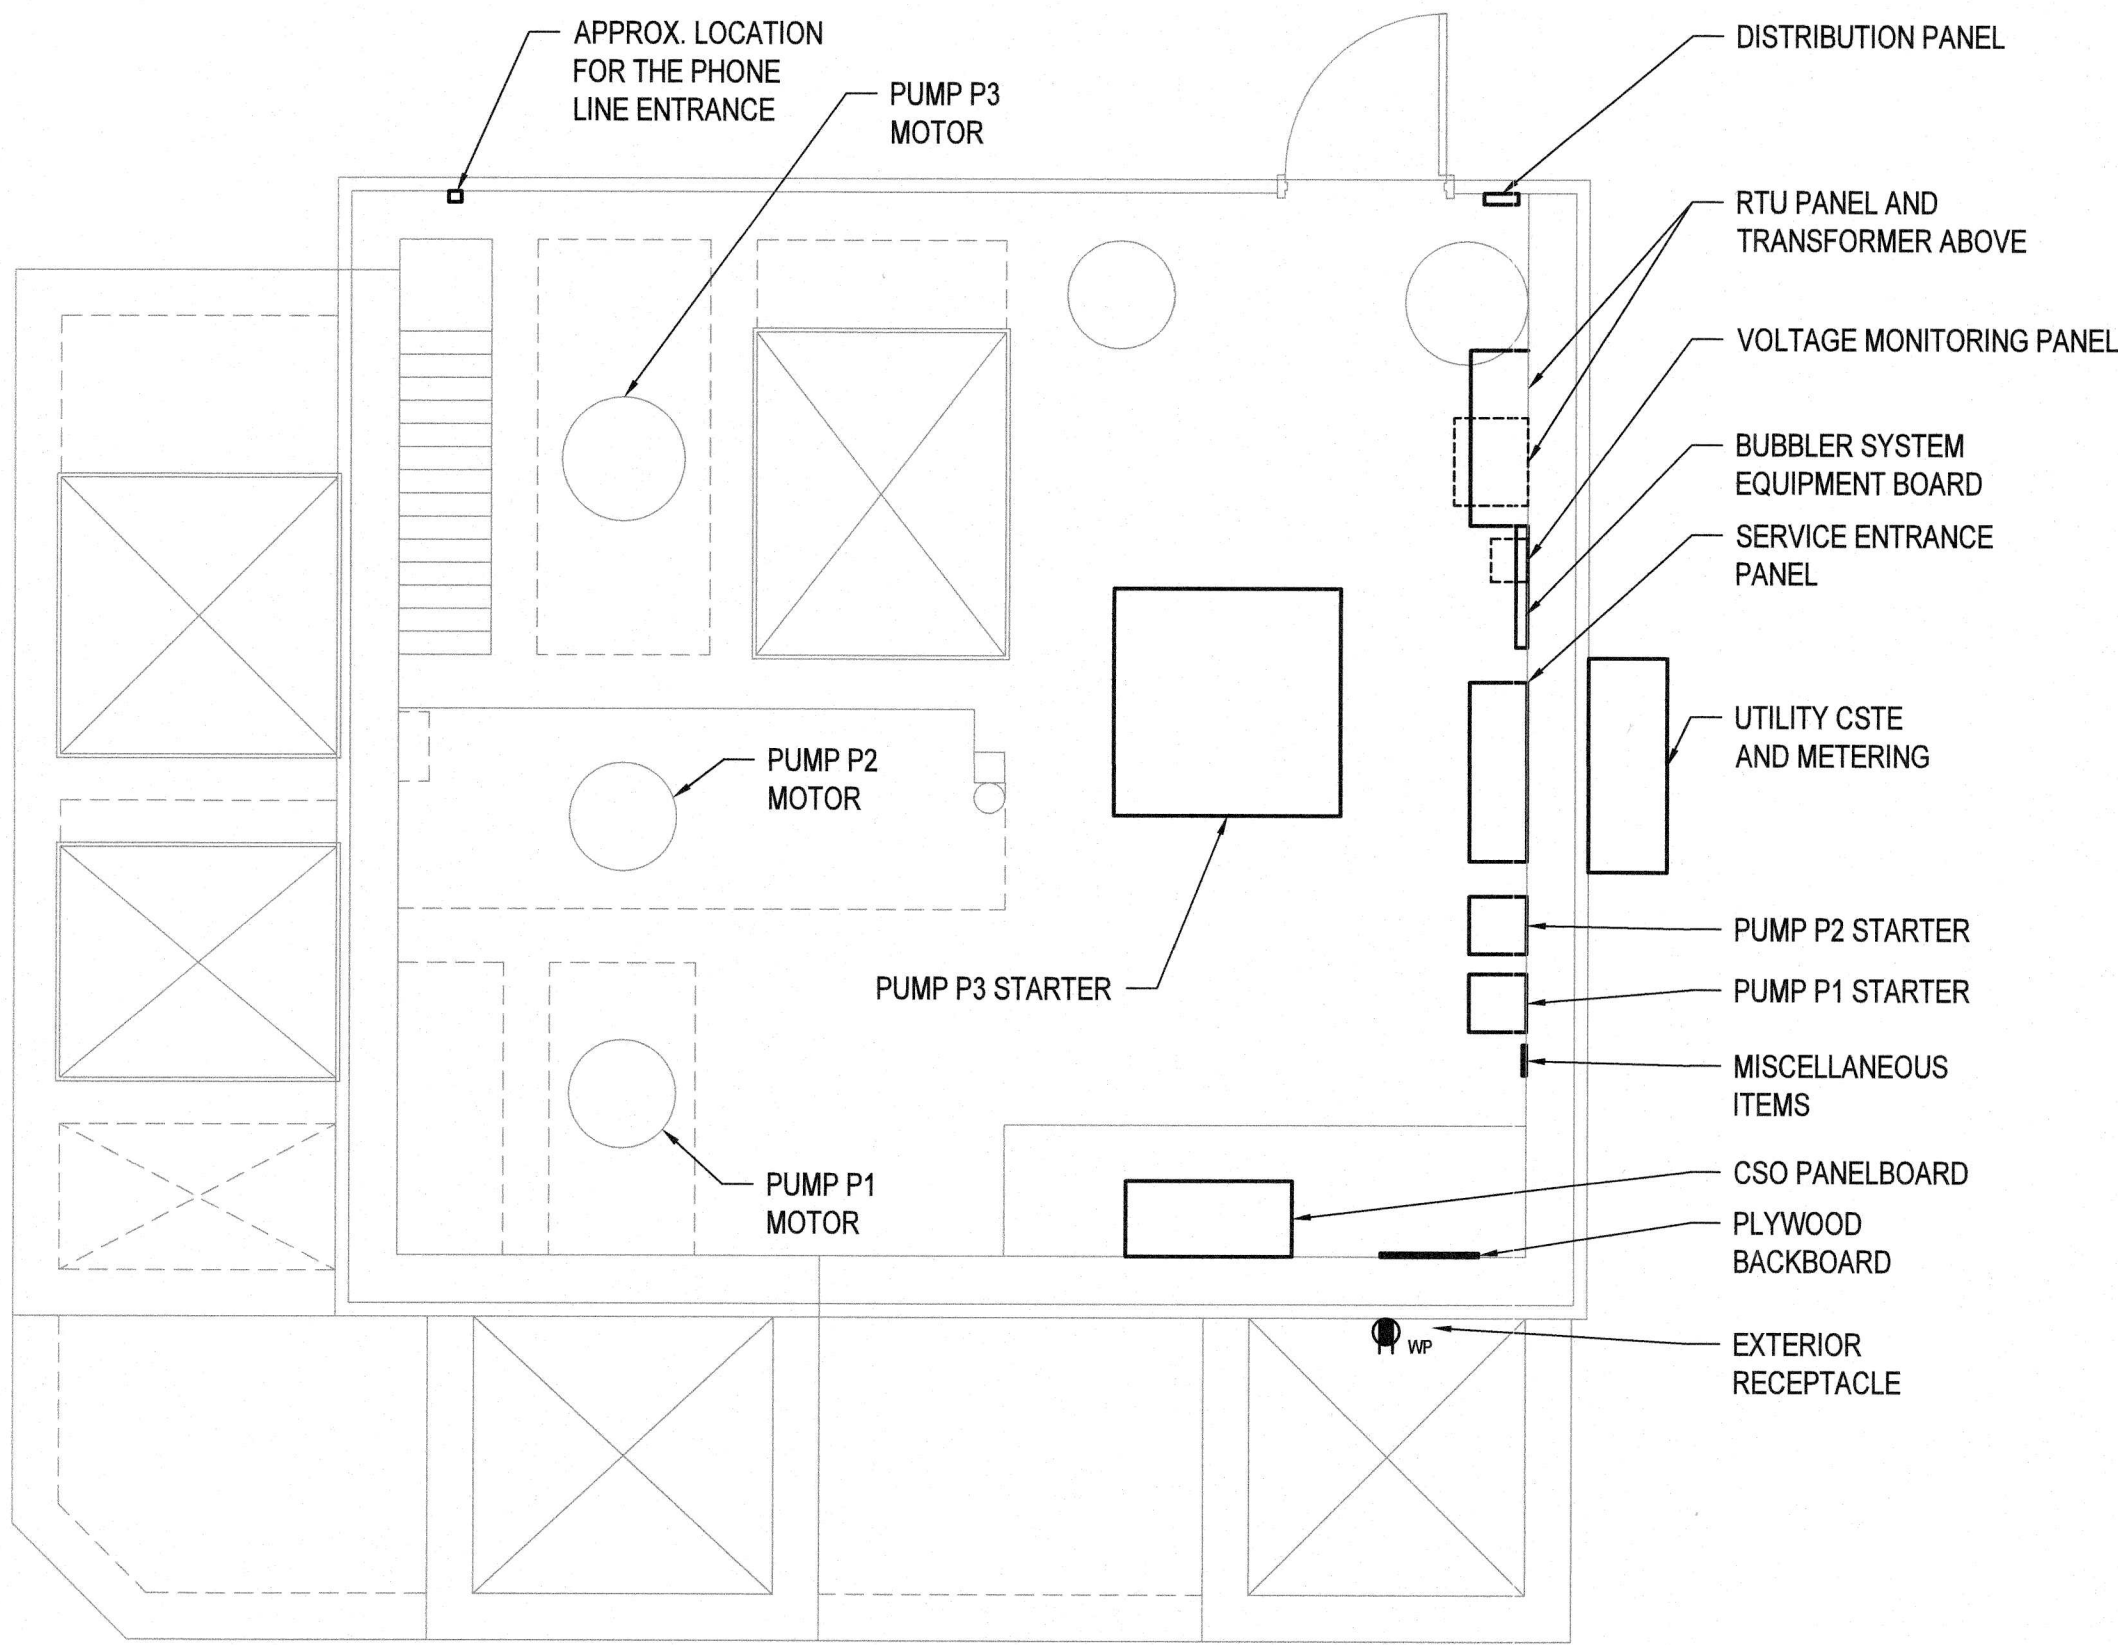 APPROX. LOCATION
FOR THE PHONE
LINE ENTRANCE
PUMP P3
MOTOR
DISTRIBUTION PANEL
RTU PANEL AND
TRANSFORMER ABOVE
VOLTAGE MONITORING PANEL
BUBBLER SYSTEM
EQUIPMENT BOARD
SERVICE ENTRANCE
PANEL
UTILITY CSTE
AND METERING
PUMP P2
MOTOR
PUMP P2 STARTER
PUMP P3 STARTER
PUMP P1 STARTER
MISCELLANEOUS
ITEMS
PUMP P1
MOTOR
CSO PANELBOARD
PLYWOOD
BACKBOARD
WP
EXTERIOR
RECEPTACLE